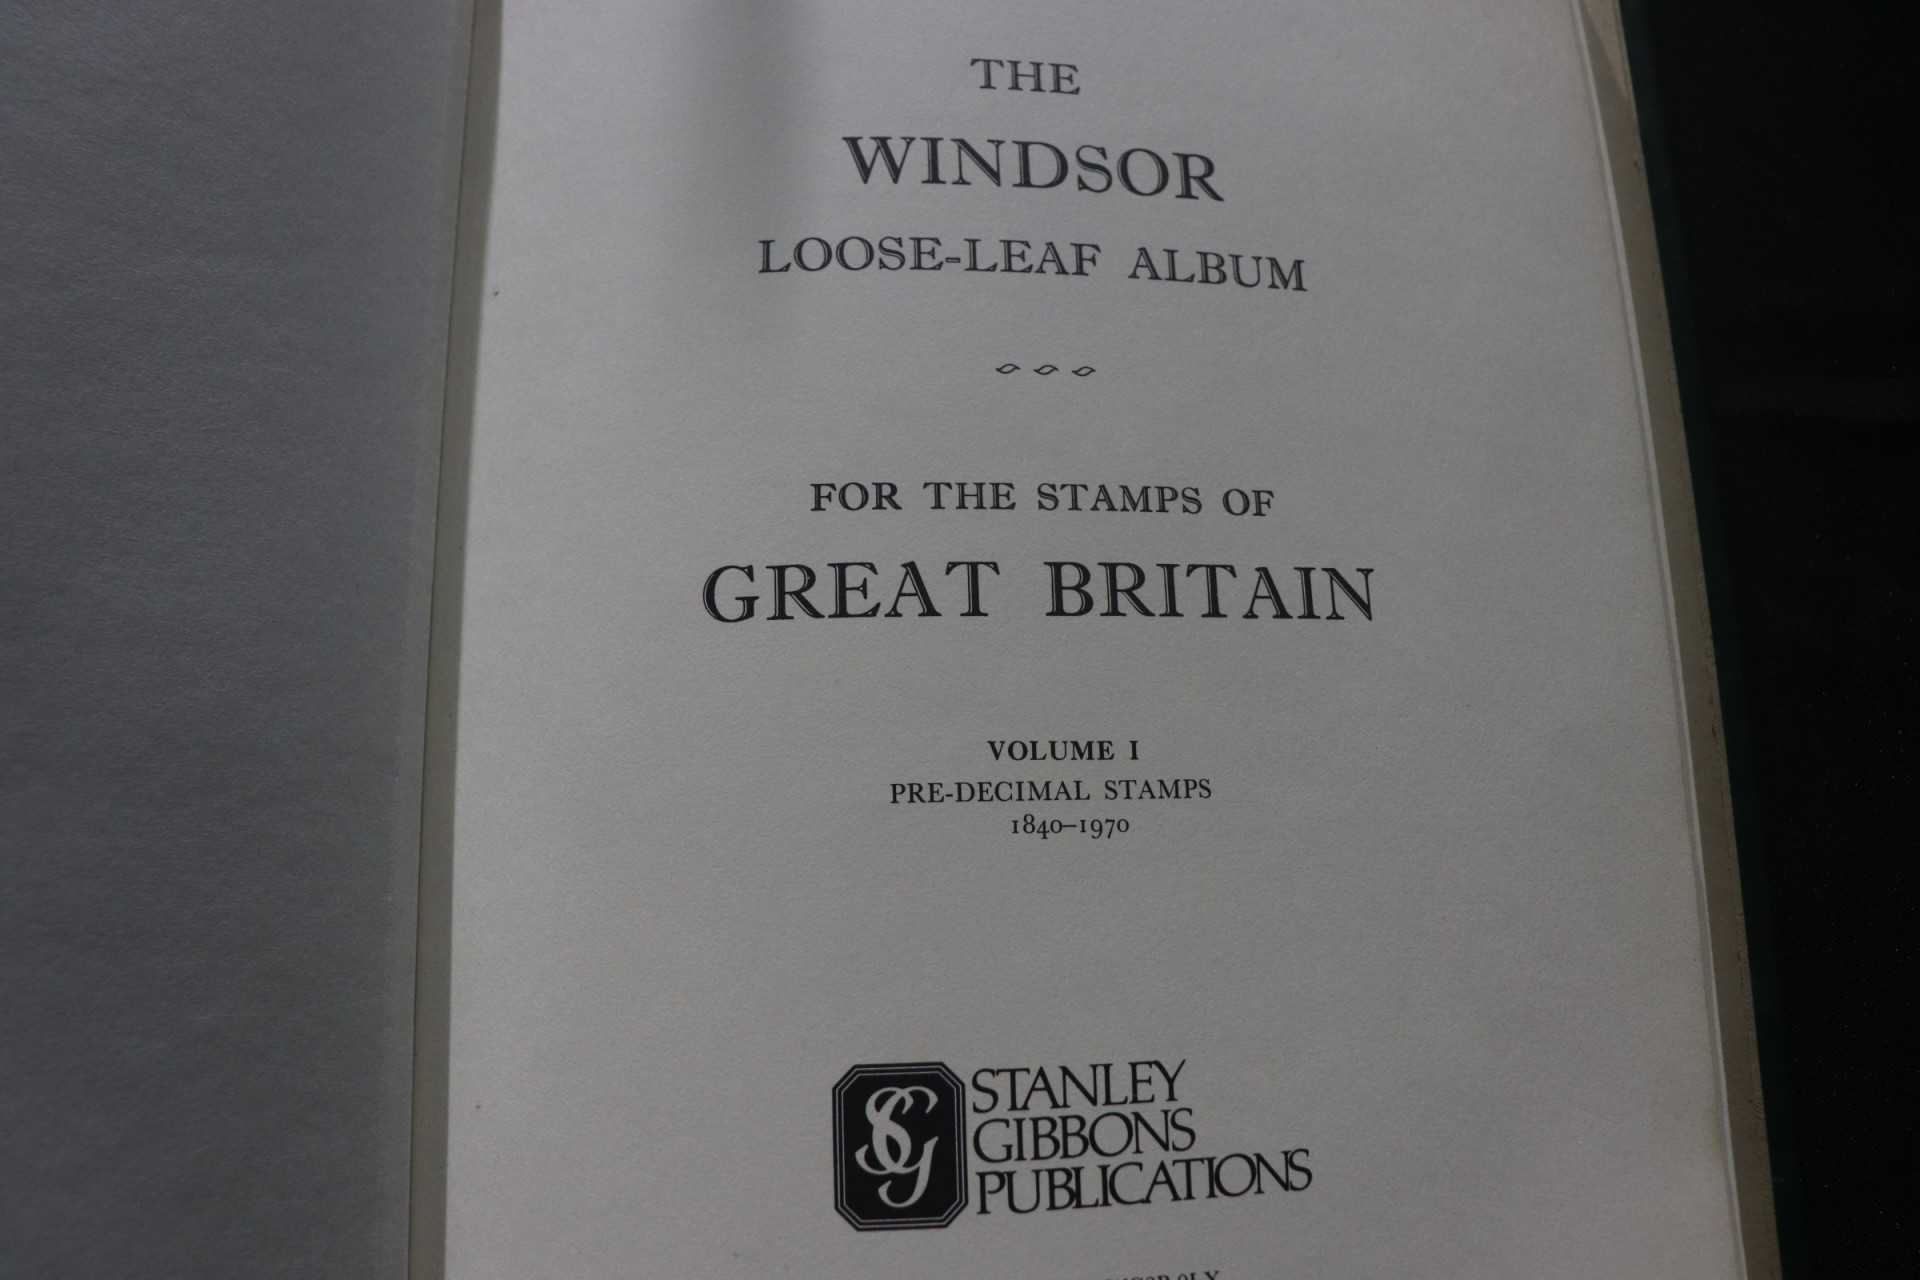 THE
WINDSOR
LOOSE-LEAF ALBUM
FOR THE STAMPS OF
GREAT BRITAIN
VOLUME I
PRE-DECIMAL STAMPS
1840–1970
SG
STANLEY
GIBBONS
PUBLICATIONS